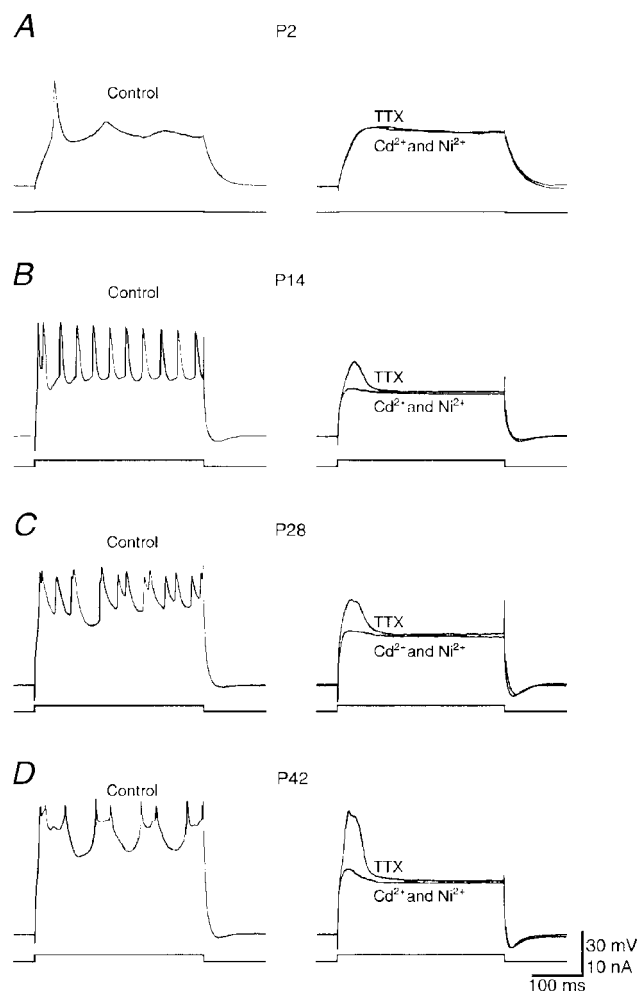 A P2
Control
TTX
Cd²⁺ and Ni²⁺
B P14
Control
TTX
Cd²⁺ and Ni²⁺
C P28
Control
TTX
Cd²⁺ and Ni²⁺
D P42
Control
TTX
Cd²⁺ and Ni²⁺
30 mV
10 nA
100 ms